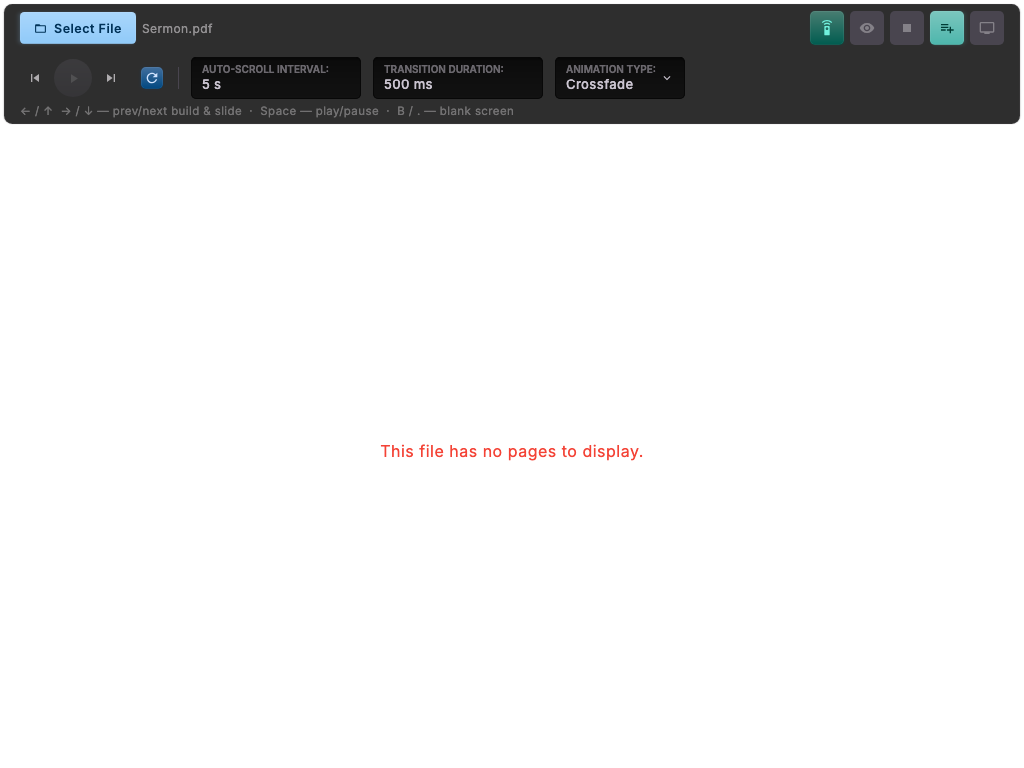 Select File Sermon.pdf
AUTO-SCROLL INTERVAL:
5 s
TRANSITION DURATION:
500 ms
ANIMATION TYPE:
Crossfade
← / ↑ → / ↓ — prev/next build & slide · Space — play/pause · B / . — blank screen
This file has no pages to display.